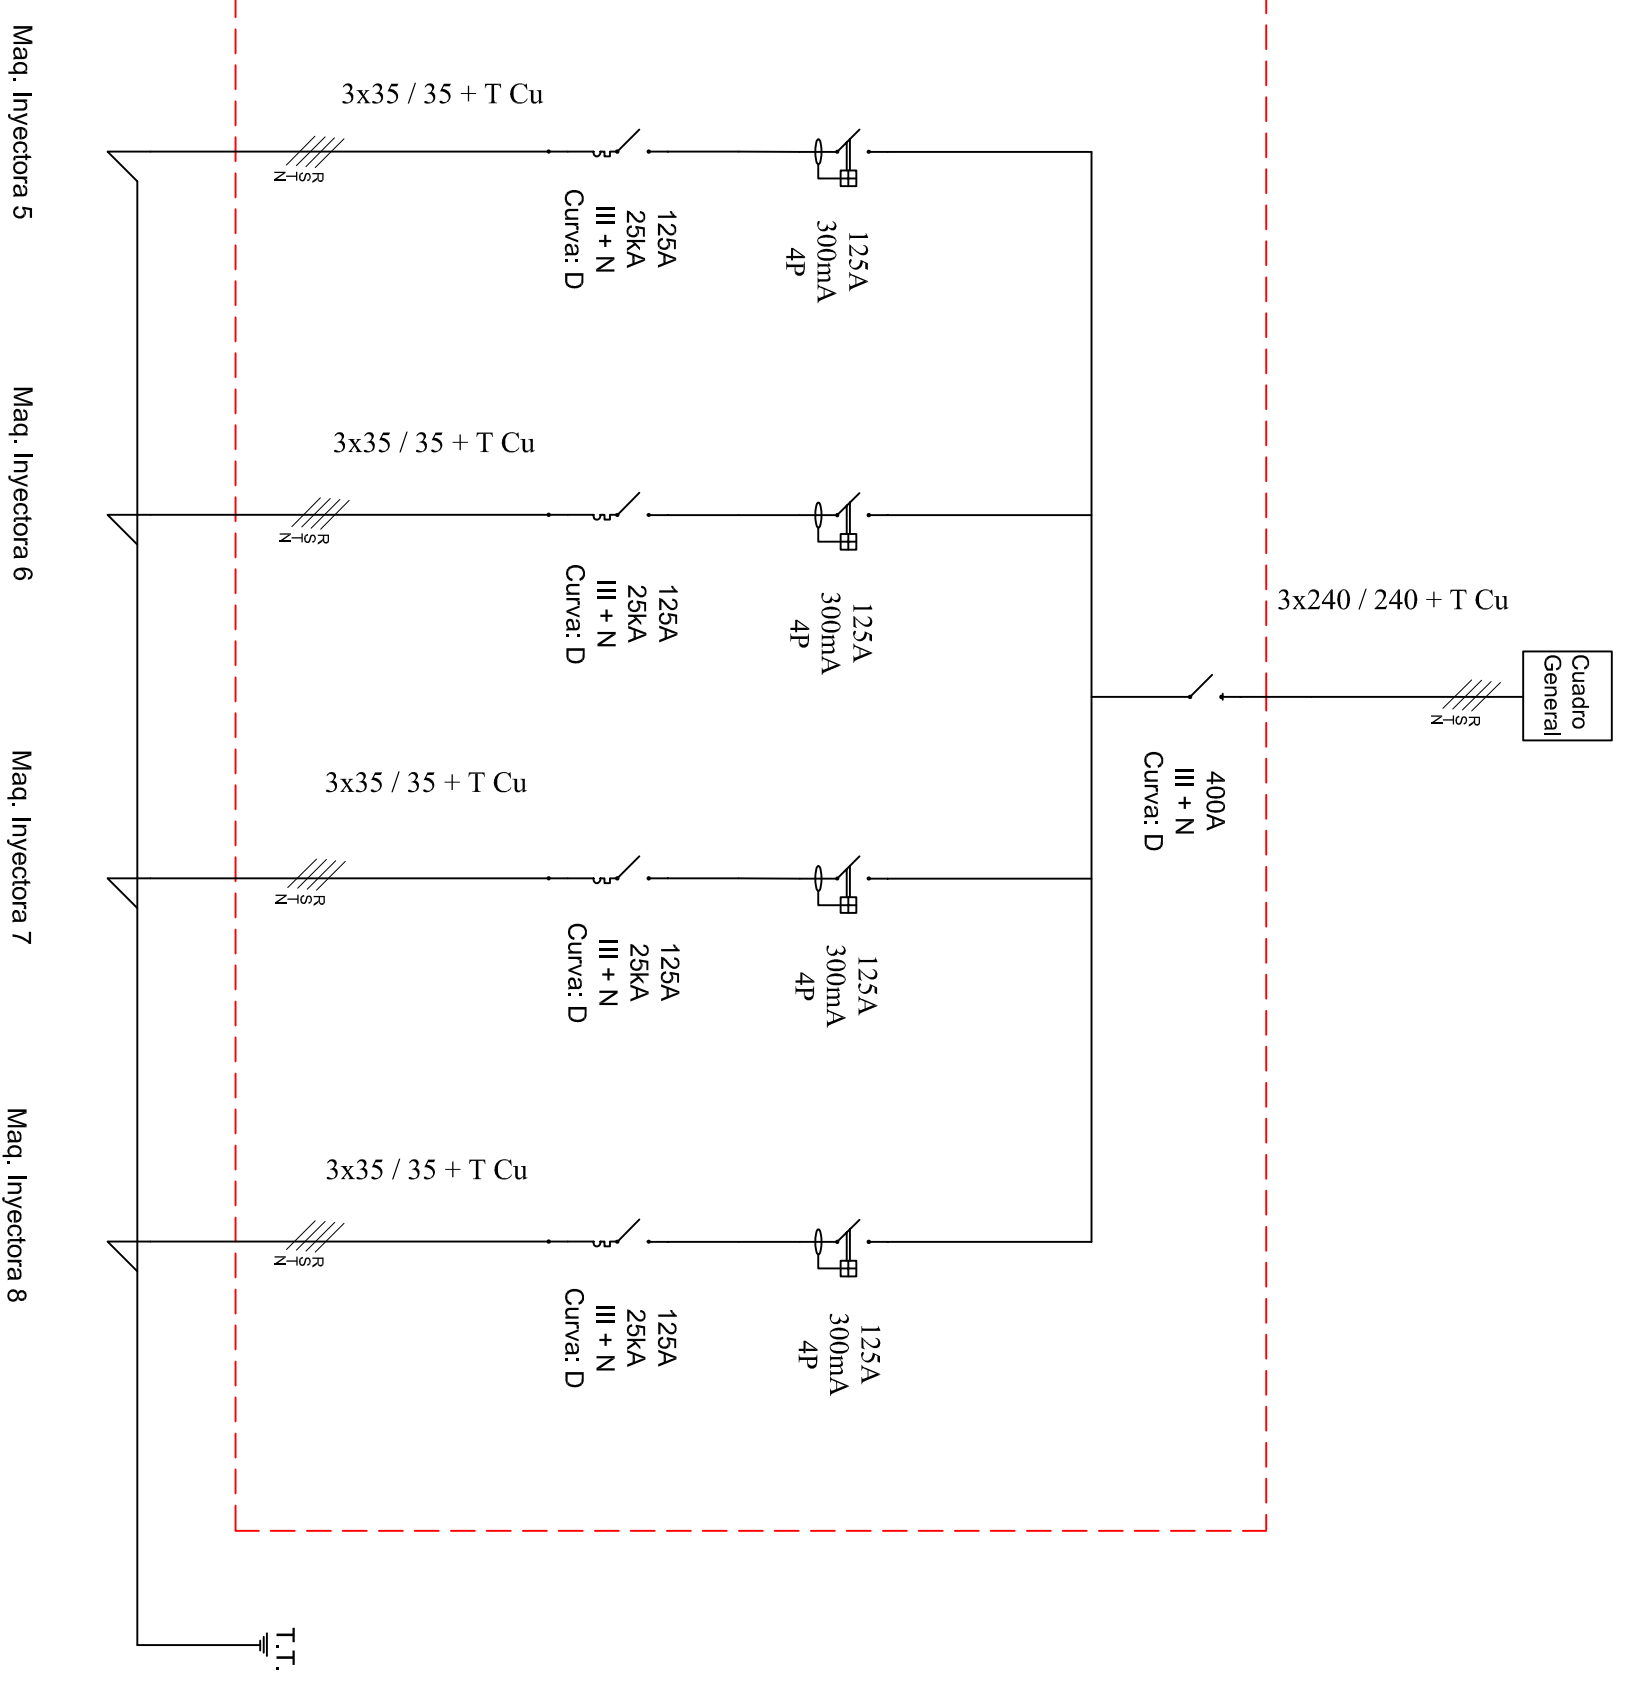 Cuadro
General
3x240 / 240 + T Cu
R
S
T
N
400A
III + N
Curva: D
125A
300mA
4P
125A
25kA
III + N
Curva: D
3x35 / 35 + T Cu
R
S
T
N
Maq. Inyectora 5
125A
300mA
4P
125A
25kA
III + N
Curva: D
3x35 / 35 + T Cu
R
S
T
N
Maq. Inyectora 6
125A
300mA
4P
125A
25kA
III + N
Curva: D
3x35 / 35 + T Cu
R
S
T
N
Maq. Inyectora 7
125A
300mA
4P
125A
25kA
III + N
Curva: D
3x35 / 35 + T Cu
R
S
T
N
Maq. Inyectora 8
T.T.